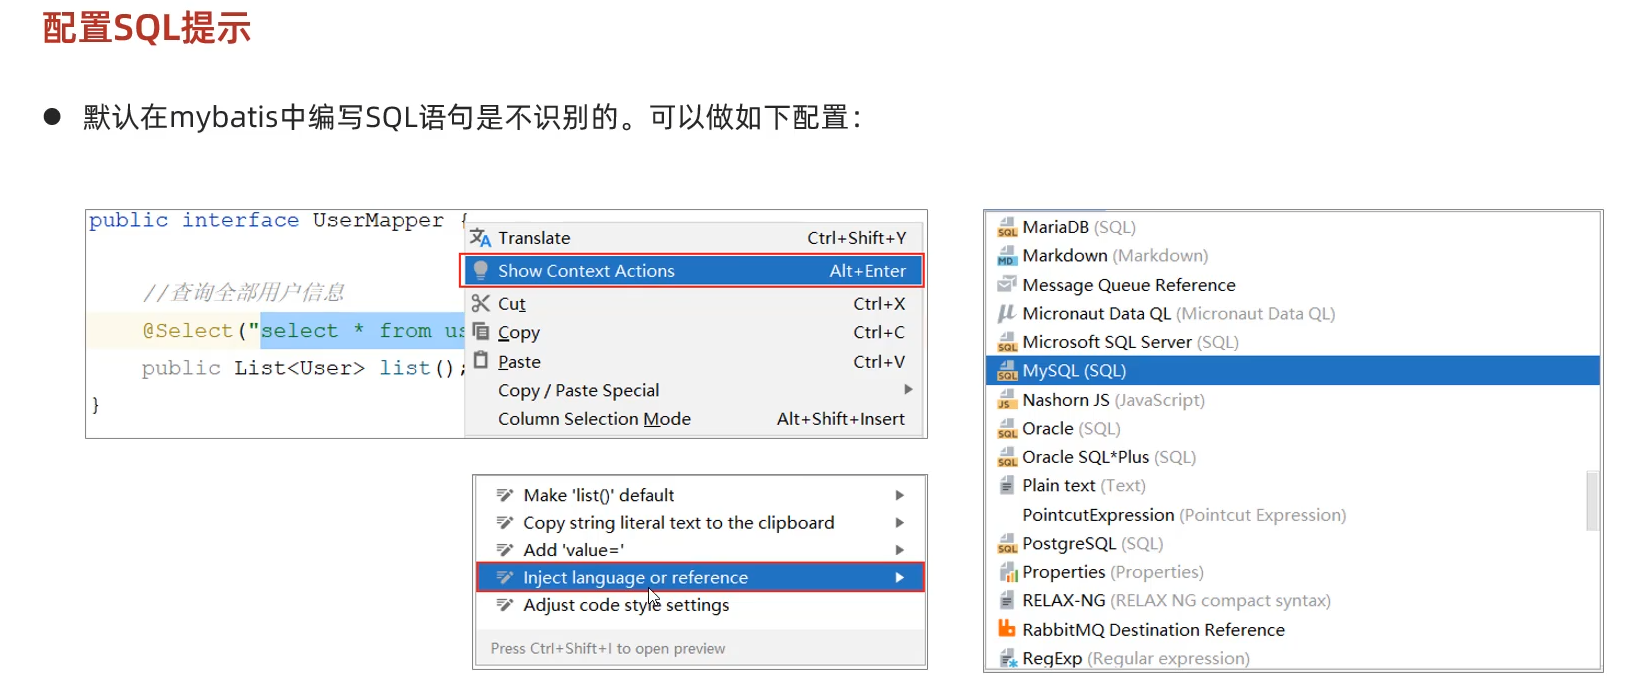 配置SQL提示
● 默认在mybatis中编写SQL语句是不识别的。可以做如下配置：
public interface UserMapper {
//查询全部用户信息
@Select("select * from us
public List<User> list();
}
Translate Ctrl+Shift+Y
Show Context Actions Alt+Enter
Cut Ctrl+X
Copy Ctrl+C
Paste Ctrl+V
Copy / Paste Special
Column Selection Mode Alt+Shift+Insert
Make 'list()' default
Copy string literal text to the clipboard
Add 'value='
Inject language or reference
Adjust code style settings
Press Ctrl+Shift+I to open preview
MariaDB (SQL)
Markdown (Markdown)
Message Queue Reference
Micronaut Data QL (Micronaut Data QL)
Microsoft SQL Server (SQL)
MySQL (SQL)
Nashorn JS (JavaScript)
Oracle (SQL)
Oracle SQL*Plus (SQL)
Plain text (Text)
PointcutExpression (Pointcut Expression)
PostgreSQL (SQL)
Properties (Properties)
RELAX-NG (RELAX NG compact syntax)
RabbitMQ Destination Reference
RegExp (Regular expression)